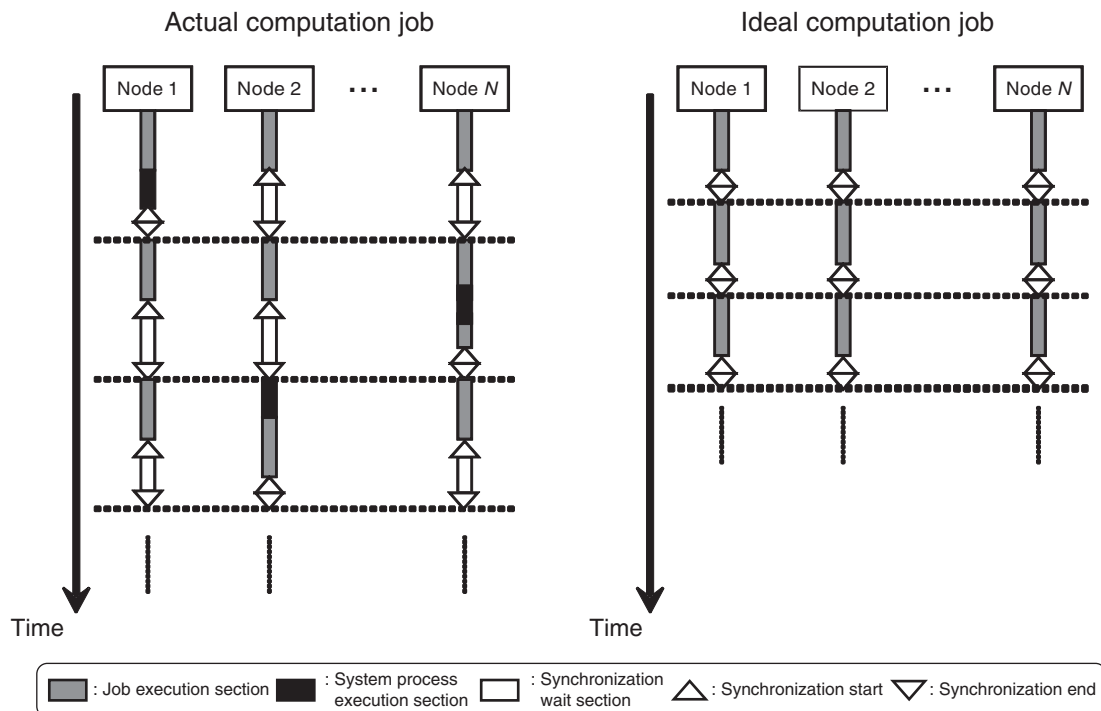 Actual computation job
Ideal computation job
Node 1
Node 2
...
Node N
Node 1
Node 2
...
Node N
Time
Time
: Job execution section
: System process
execution section
: Synchronization
wait section
: Synchronization start
: Synchronization end